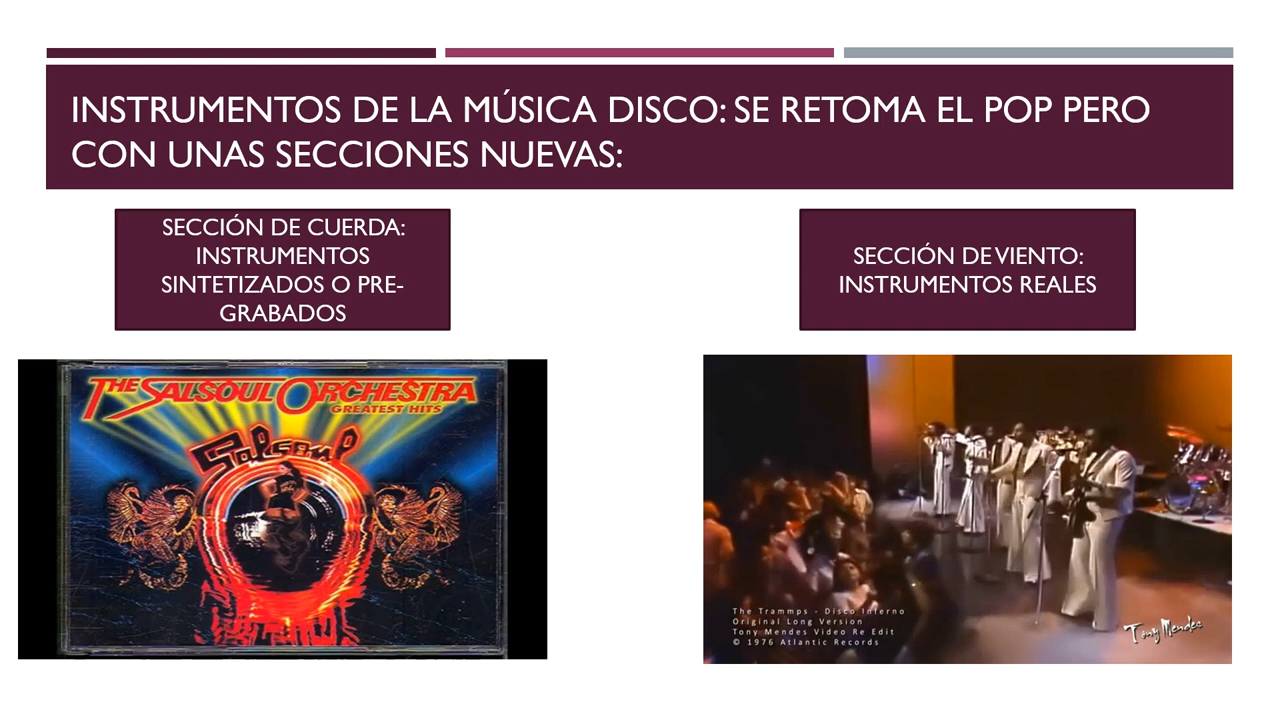 INSTRUMENTOS DE LA MÚSICA DISCO: SE RETOMA EL POP PERO
CON UNAS SECCIONES NUEVAS:
SECCIÓN DE CUERDA:
INSTRUMENTOS
SINTETIZADOS O PRE-
GRABADOS
SECCIÓN DE VIENTO:
INSTRUMENTOS REALES
THE SALSOUL ORCHESTRA
GREATEST HITS
Salsoul
The Trammps - Disco Inferno
Original Long Version
Tony Mendes Video Re Edit
© 1976 Atlantic Records
Tony Mendes